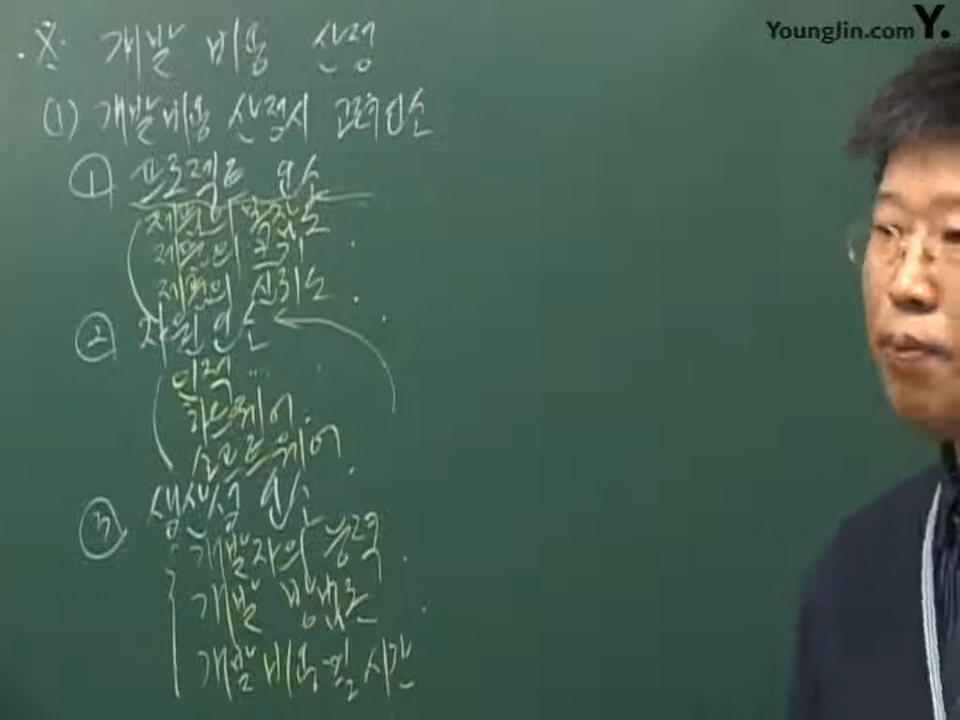 YoungJin.com Y.
※ 개발 비용 산정
(1) 개발비용 산정시 고려요소
① 프로젝트 요소
제품의 복잡도
제품의 크기
제품의 신뢰도
② 자원 요소
인적
하드웨어
소프트웨어
③ 생산성 요소
개발자의 능력
개발 방법론
개발 비용 및 시간